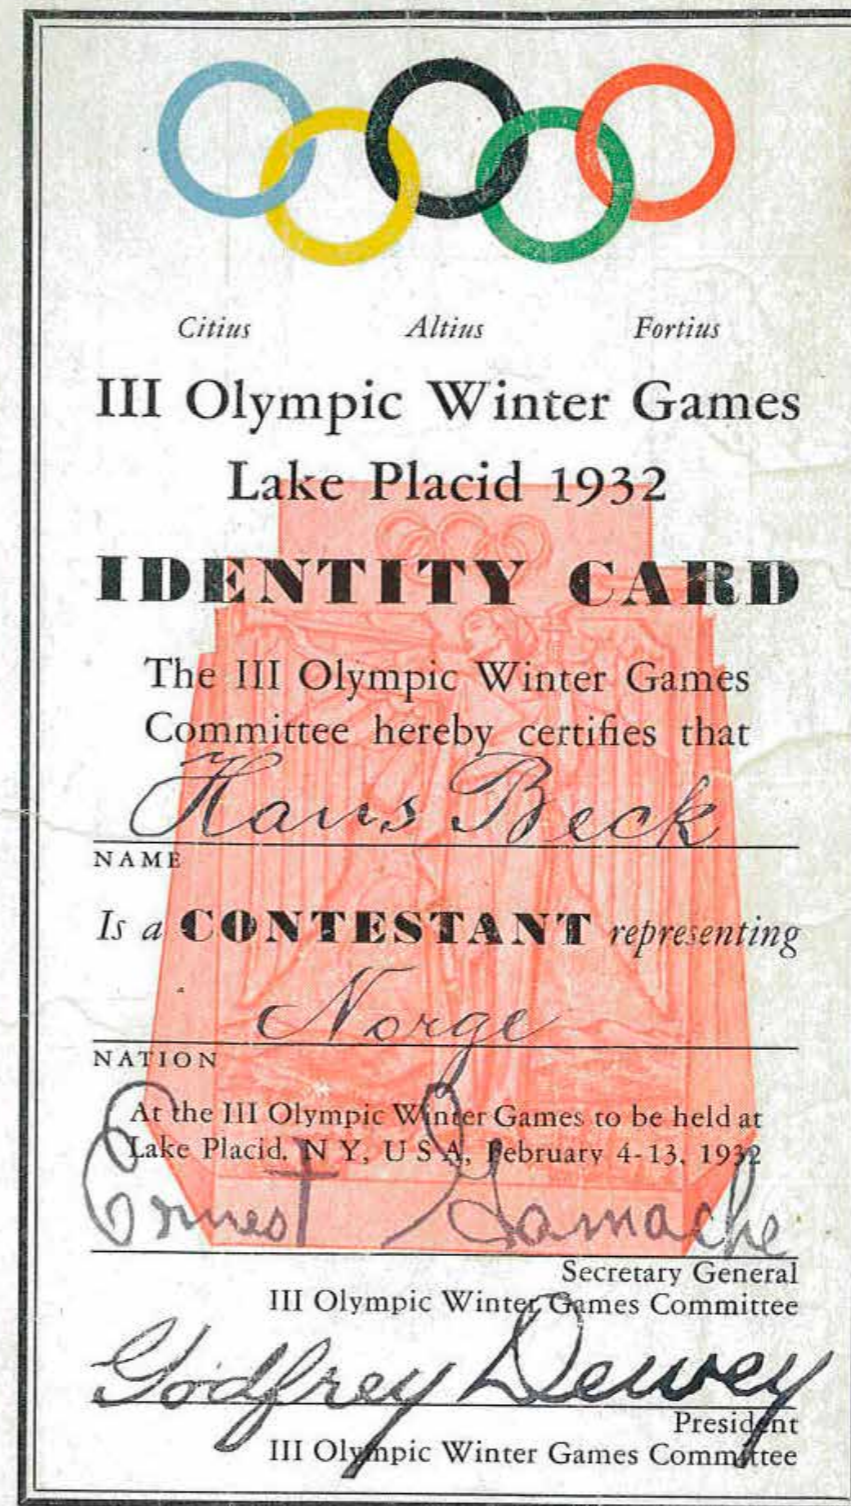 Citius Altius Fortius
III Olympic Winter Games
Lake Placid 1932
IDENTITY CARD
The III Olympic Winter Games
Committee hereby certifies that
Hans Beck
NAME
Is a CONTESTANT representing
Norge
NATION
At the III Olympic Winter Games to be held at
Lake Placid, N Y, U S A, February 4-13, 1932
Ernest Gamache
Secretary General
III Olympic Winter Games Committee
Godfrey Dewey
President
III Olympic Winter Games Committee